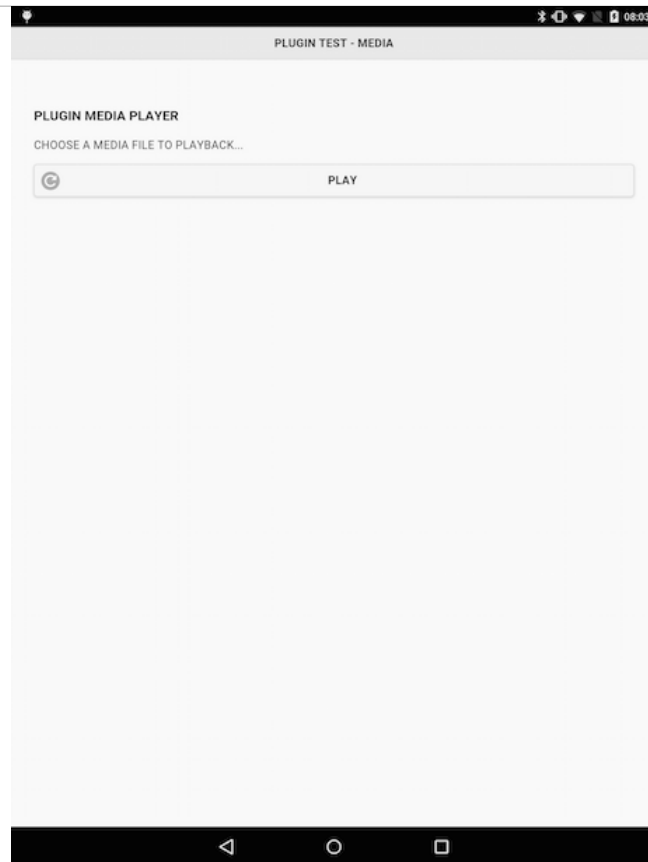 08:03
PLUGIN TEST - MEDIA
PLUGIN MEDIA PLAYER
CHOOSE A MEDIA FILE TO PLAYBACK...
PLAY